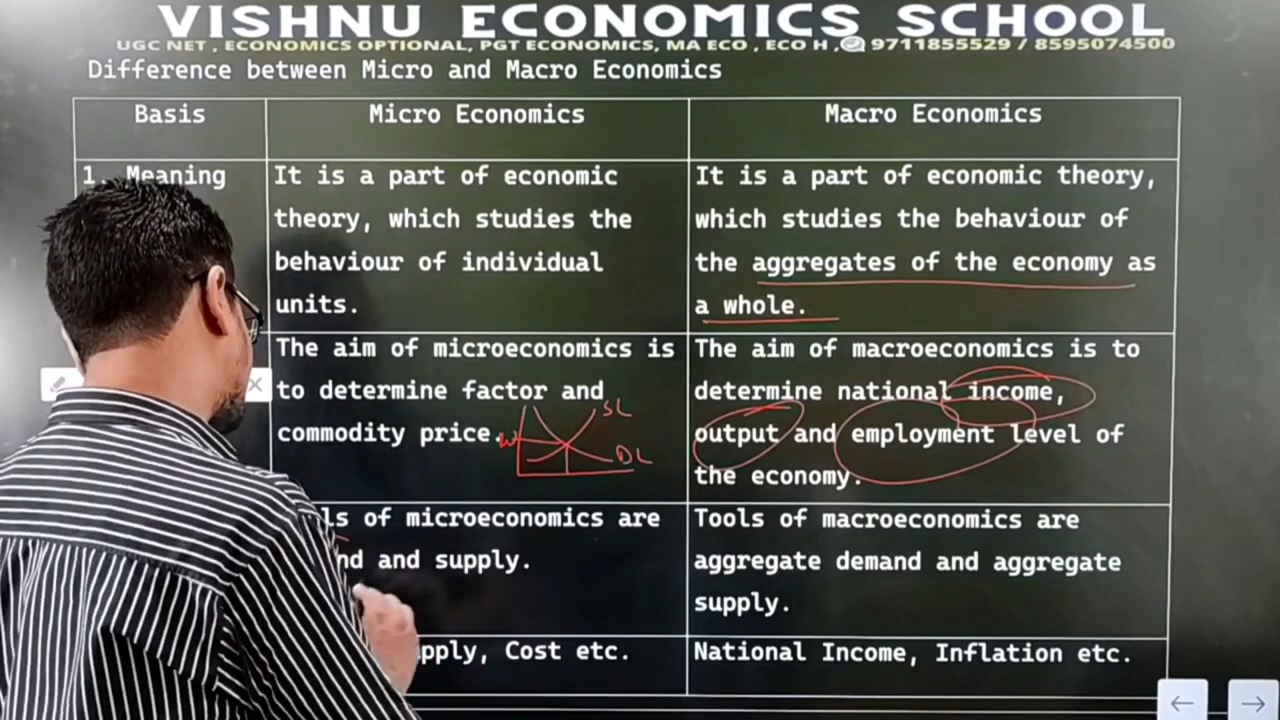 VISHNU ECONOMICS SCHOOL
UGC NET , ECONOMICS OPTIONAL, PGT ECONOMICS, MA ECO , ECO H , 9711855529 / 8595074500
Difference between Micro and Macro Economics
Basis
Micro Economics
Macro Economics
1. Meaning
It is a part of economic
theory, which studies the
behaviour of individual
units.
It is a part of economic theory,
which studies the behaviour of
the aggregates of the economy as
a whole.
The aim of microeconomics is
to determine factor and
commodity price.
W
SL
DL
The aim of macroeconomics is to
determine national income,
output and employment level of
the economy.
ls of microeconomics are
nd and supply.
Tools of macroeconomics are
aggregate demand and aggregate
supply.
pply, Cost etc.
National Income, Inflation etc.